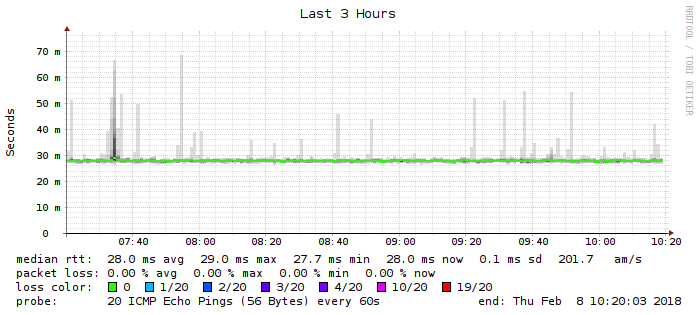 Last 3 Hours
RRDTOOL / TOBI OETIKER
Seconds
70 m
60 m
50 m
40 m
30 m
20 m
10 m
0
07:40 08:00 08:20 08:40 09:00 09:20 09:40 10:00 10:20
median rtt: 28.0 ms avg 29.0 ms max 27.7 ms min 28.0 ms now 0.1 ms sd 201.7 am/s
packet loss: 0.00 % avg 0.00 % max 0.00 % min 0.00 % now
loss color: 0 1/20 2/20 3/20 4/20 10/20 19/20
probe: 20 ICMP Echo Pings (56 Bytes) every 60s end: Thu Feb 8 10:20:03 2018